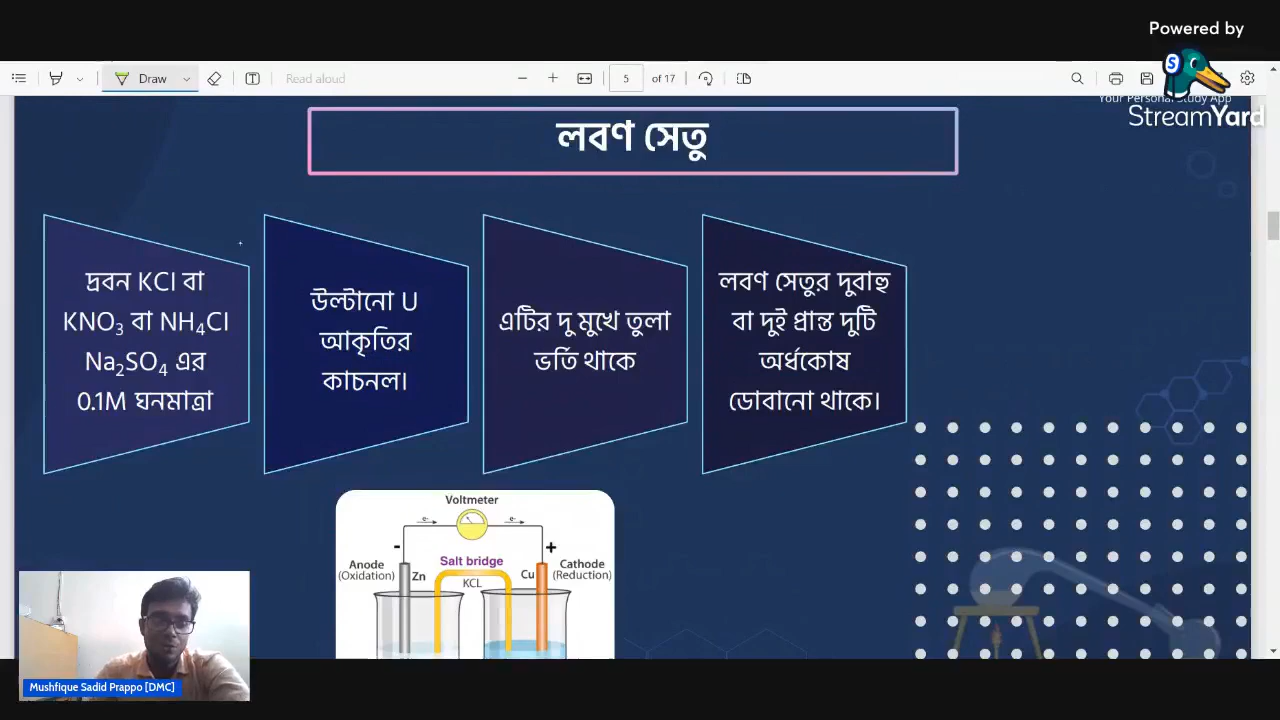 Powered by
Draw
Read aloud
5
of 17
Your Personal Study App
StreamYard
S
লবণ সেতু
দ্রবন KCl বা
KNO₃ বা NH₄Cl
Na₂SO₄ এর
0.1M ঘনমাত্রা
উল্টানো U
আকৃতির
কাচনল।
এটির দু মুখে তুলা
ভর্তি থাকে
লবণ সেতুর দুবাহু
বা দুই প্রান্ত দুটি
অর্ধকোষ
ডোবানো থাকে।
Voltmeter
e-
e-
-
+
Anode
(Oxidation)
Zn
Salt bridge
KCL
Cu
Cathode
(Reduction)
Mushfique Sadid Prappo [DMC]